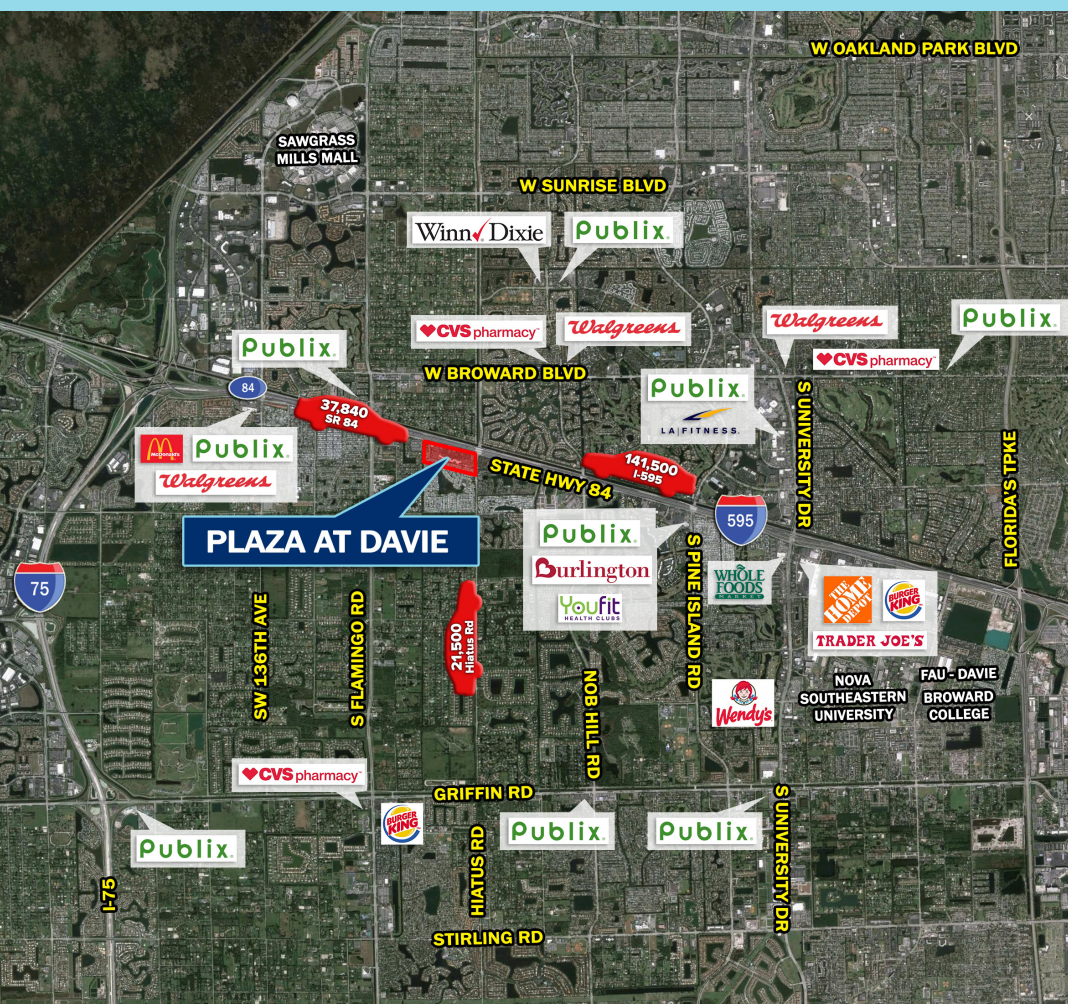 W OAKLAND PARK BLVD
SAWGRASS
MILLS MALL
W SUNRISE BLVD
Winn Dixie
Publix.
CVS pharmacy
Walgreens
Walgreens
Publix.
CVS pharmacy
Publix.
W BROWARD BLVD
84
37,840
SR 84
Publix.
LA FITNESS.
S UNIVERSITY DR
McDonald's
Publix.
Walgreens
STATE HWY 84
141,500
I-595
FLORIDA'S TPKE
PLAZA AT DAVIE
595
Publix.
Burlington
Youfit
HEALTH CLUBS
S PINE ISLAND RD
WHOLE
FOODS
MARKET
THE
HOME
DEPOT
BURGER
KING
TRADER JOE'S
75
SW 136TH AVE
S FLAMINGO RD
21,500
Hiatus Rd
NOB HILL RD
Wendy's
NOVA
SOUTHEASTERN
UNIVERSITY
FAU - DAVIE
BROWARD
COLLEGE
CVS pharmacy
GRIFFIN RD
BURGER
KING
Publix.
Publix.
Publix.
HIATUS RD
S UNIVERSITY DR
I-75
STIRLING RD